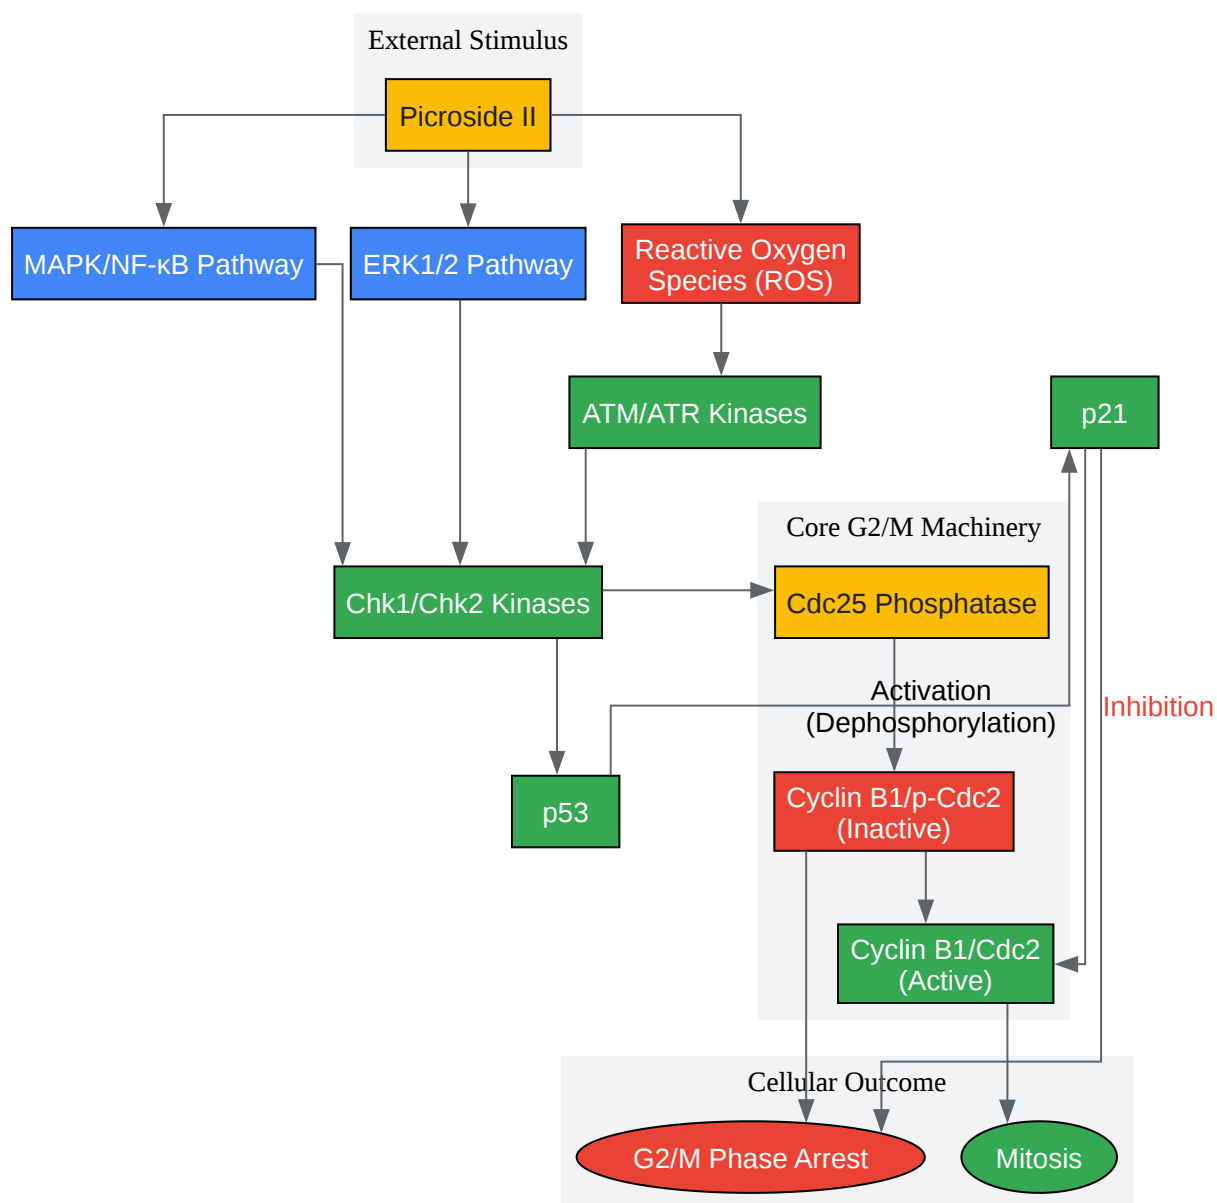 External Stimulus
Picroside II
MAPK/NF-κB Pathway
ERK1/2 Pathway
Reactive Oxygen
Species (ROS)
ATM/ATR Kinases
p21
Core G2/M Machinery
Chk1/Chk2 Kinases
Cdc25 Phosphatase
Activation
(Dephosphorylation)
Inhibition
p53
Cyclin B1/p-Cdc2
(Inactive)
Cyclin B1/Cdc2
(Active)
Cellular Outcome
G2/M Phase Arrest
Mitosis